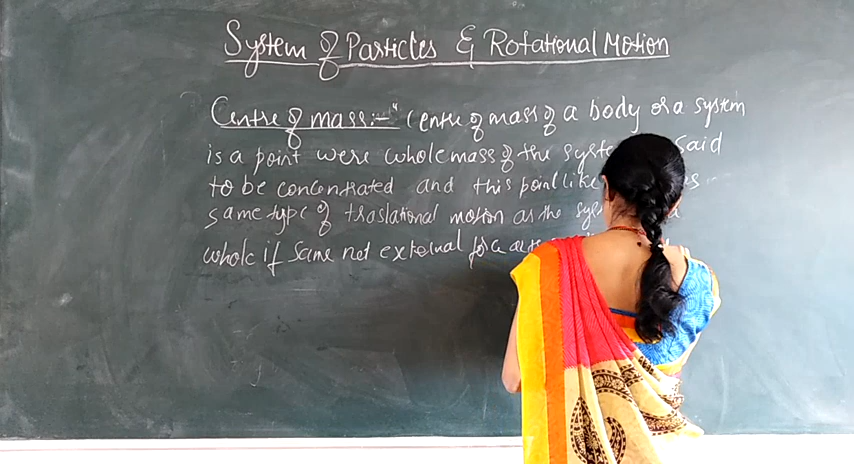 System of Particles & Rotational Motion
Centre of mass:- " Centre of mass of a body or a system
is a point were whole mass of the syste said
to be concentrated and this point like s
same type of traslational motion as the sys a
whole if same net external